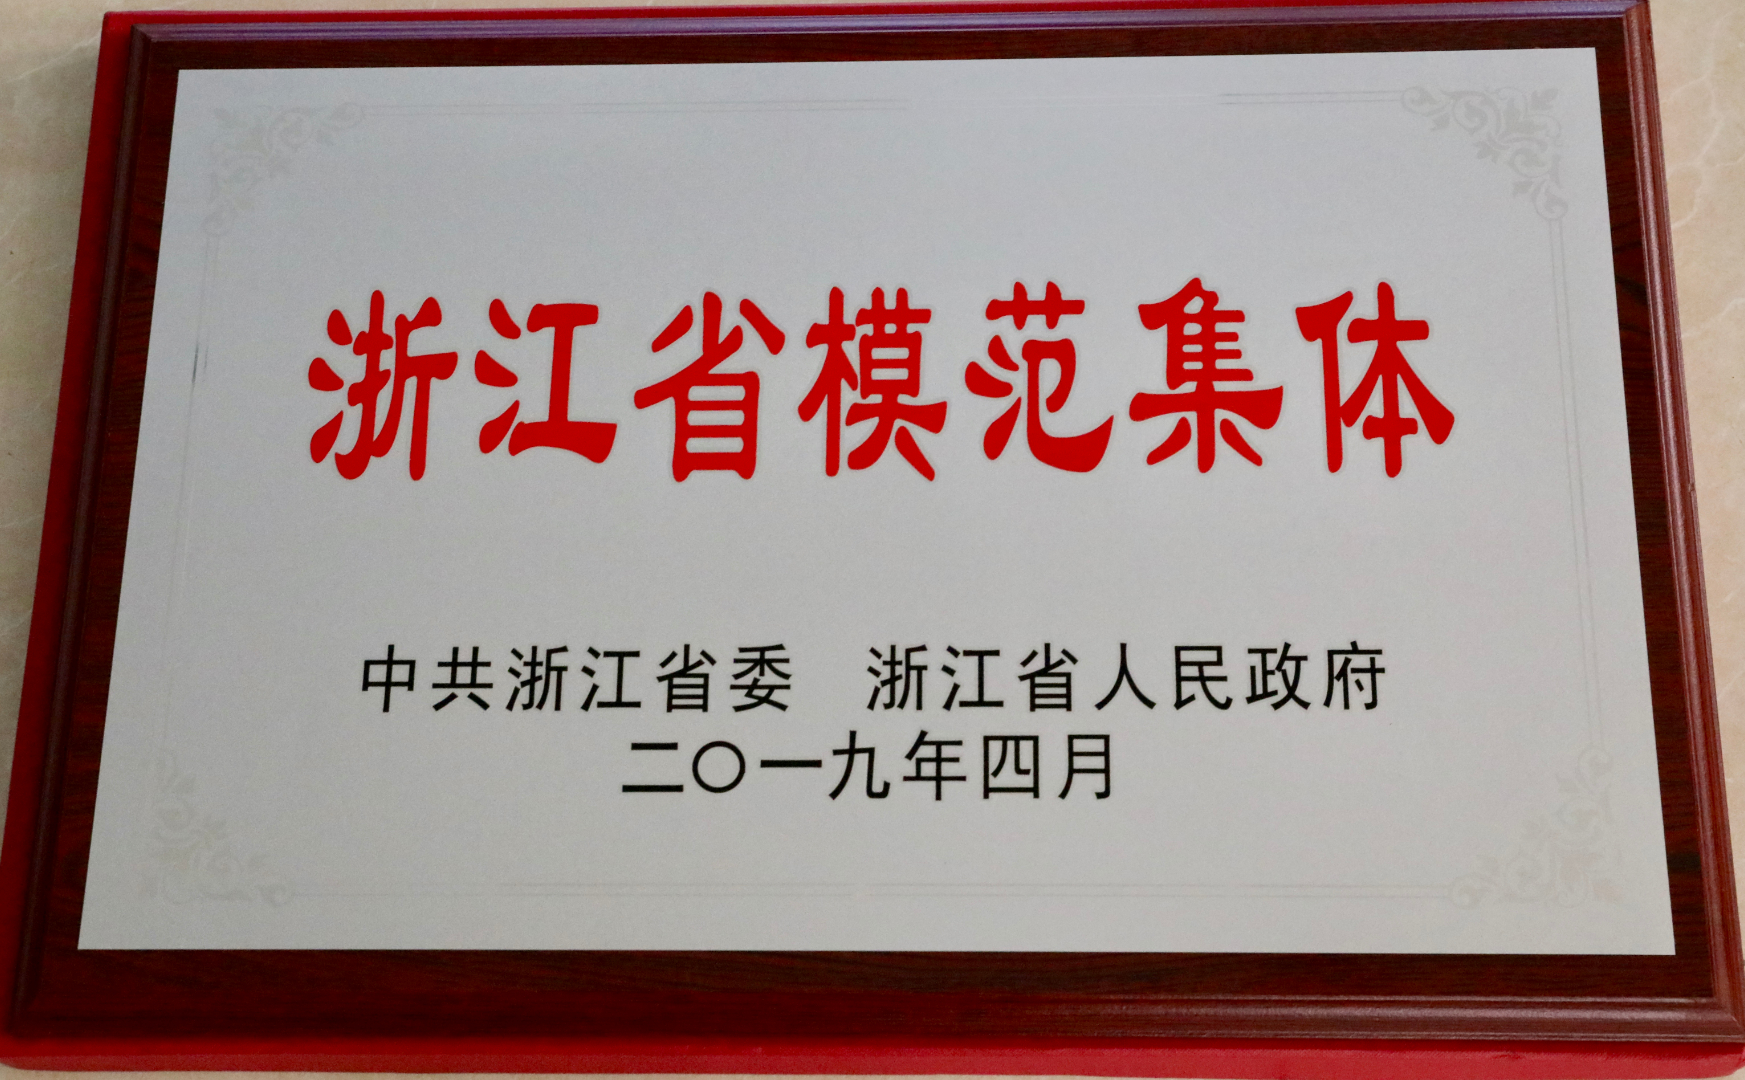 浙江省模范集体
中共浙江省委　浙江省人民政府
二〇一九年四月